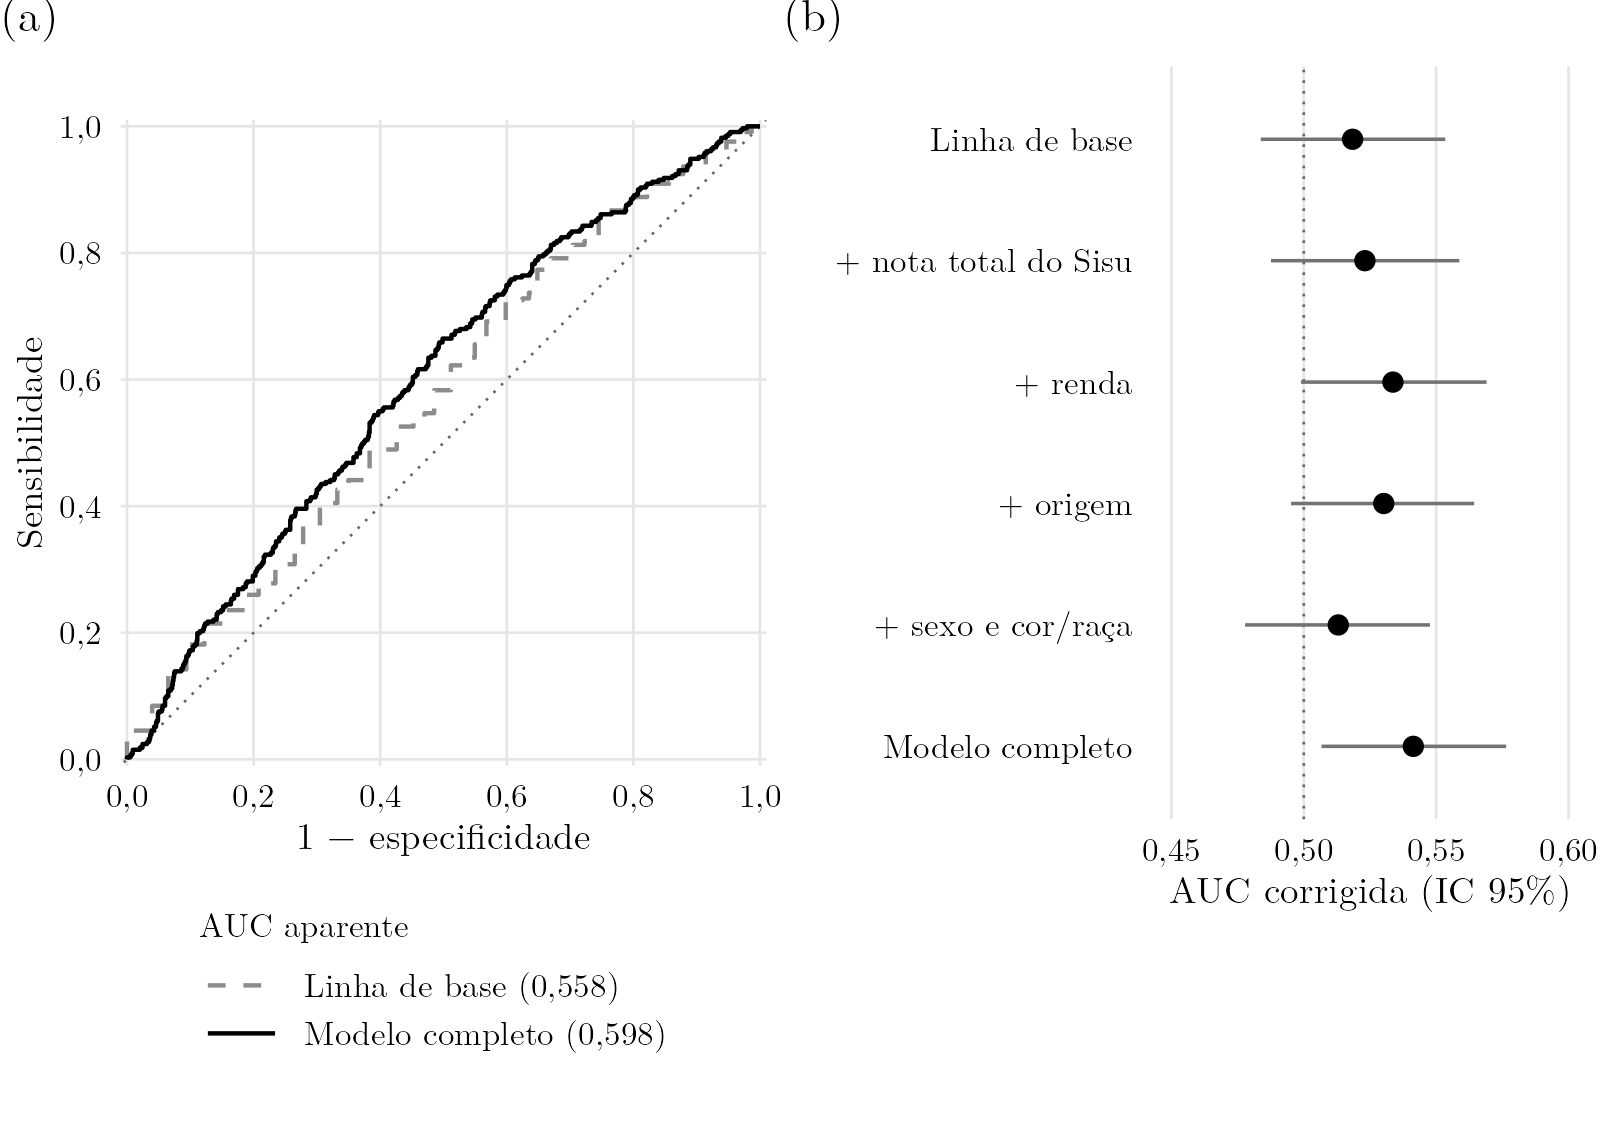 (a)
Sensibilidade
1,0
0,8
0,6
0,4
0,2
0,0
0,0 0,2 0,4 0,6 0,8 1,0
1 − especificidade
AUC aparente
Linha de base (0,558)
Modelo completo (0,598)
(b)
Linha de base
+ nota total do Sisu
+ renda
+ origem
+ sexo e cor/raça
Modelo completo
0,45 0,50 0,55 0,60
AUC corrigida (IC 95%)